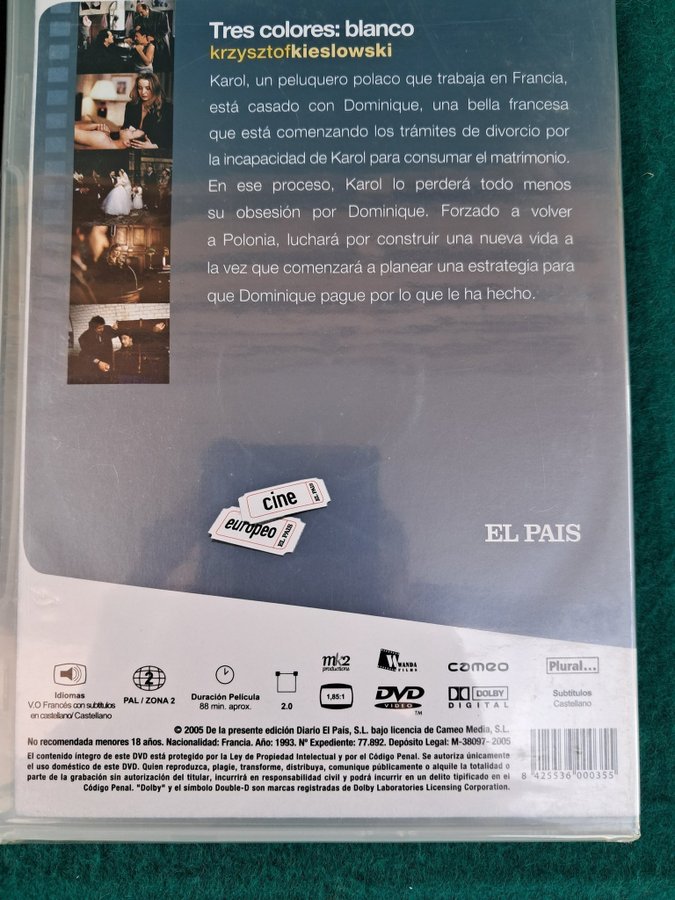 Tres colores: blanco
krzysztofkieslowski
Karol, un peluquero polaco que trabaja en Francia,
está casado con Dominique, una bella francesa
que está comenzando los trámites de divorcio por
la incapacidad de Karol para consumar el matrimonio.
En ese proceso, Karol lo perderá todo menos
su obsesión por Dominique. Forzado a volver
a Polonia, luchará por construir una nueva vida a
la vez que comenzará a planear una estrategia para
que Dominique pague por lo que le ha hecho.
cine EL PAIS
europeo EL PAIS
EL PAIS
Idiomas
V.O Francés con subtítulos
en castellano/ Castellano
2
PAL / ZONA 2
Duración Película
88 min. aprox.
2.0
mk2
productions
1,85:1
WANDA
FILMS
DVD
VIDEO
TM
cameo
DOLBY
DIGITAL
Plural...
Subtítulos
Castellano
© 2005 De la presente edición Diario El País, S.L. bajo licencia de Cameo Media, S.L.
No recomendada menores 18 años. Nacionalidad: Francia. Año: 1993. Nº Expediente: 77.892. Depósito Legal: M-38097- 2005
El contenido íntegro de este DVD está protegido por la Ley de Propiedad Intelectual y por el Código Penal. Se autoriza únicamente
el uso doméstico de este DVD. Quien reproduzca, plagie, transforme, distribuya, comunique públicamente o alquile la totalidad o
parte de la grabación sin autorización del titular, incurrirá en responsabilidad civil y podrá incurrir en un delito tipificado en el
Código Penal. "Dolby" y el símbolo Double-D son marcas registradas de Dolby Laboratories Licensing Corporation.
8 425536 000355